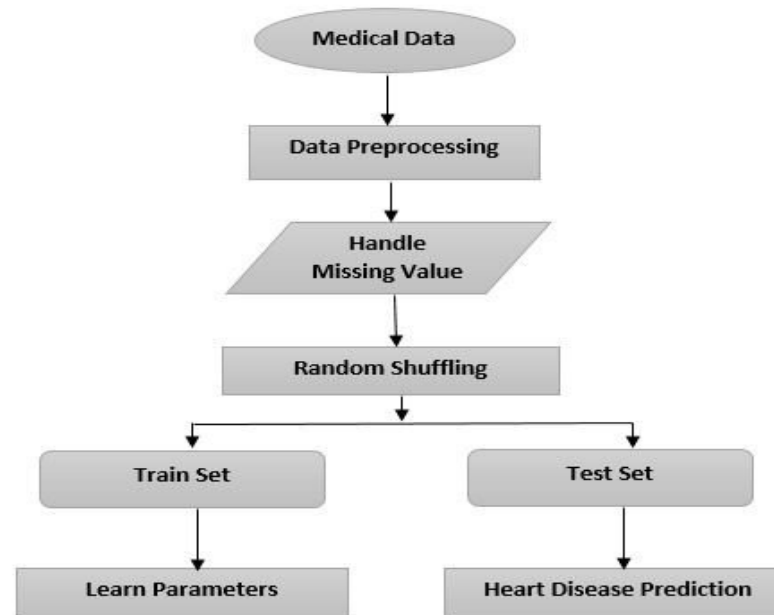 Medical Data
Data Preprocessing
Handle
Missing Value
Random Shuffling
Train Set
Test Set
Learn Parameters
Heart Disease Prediction